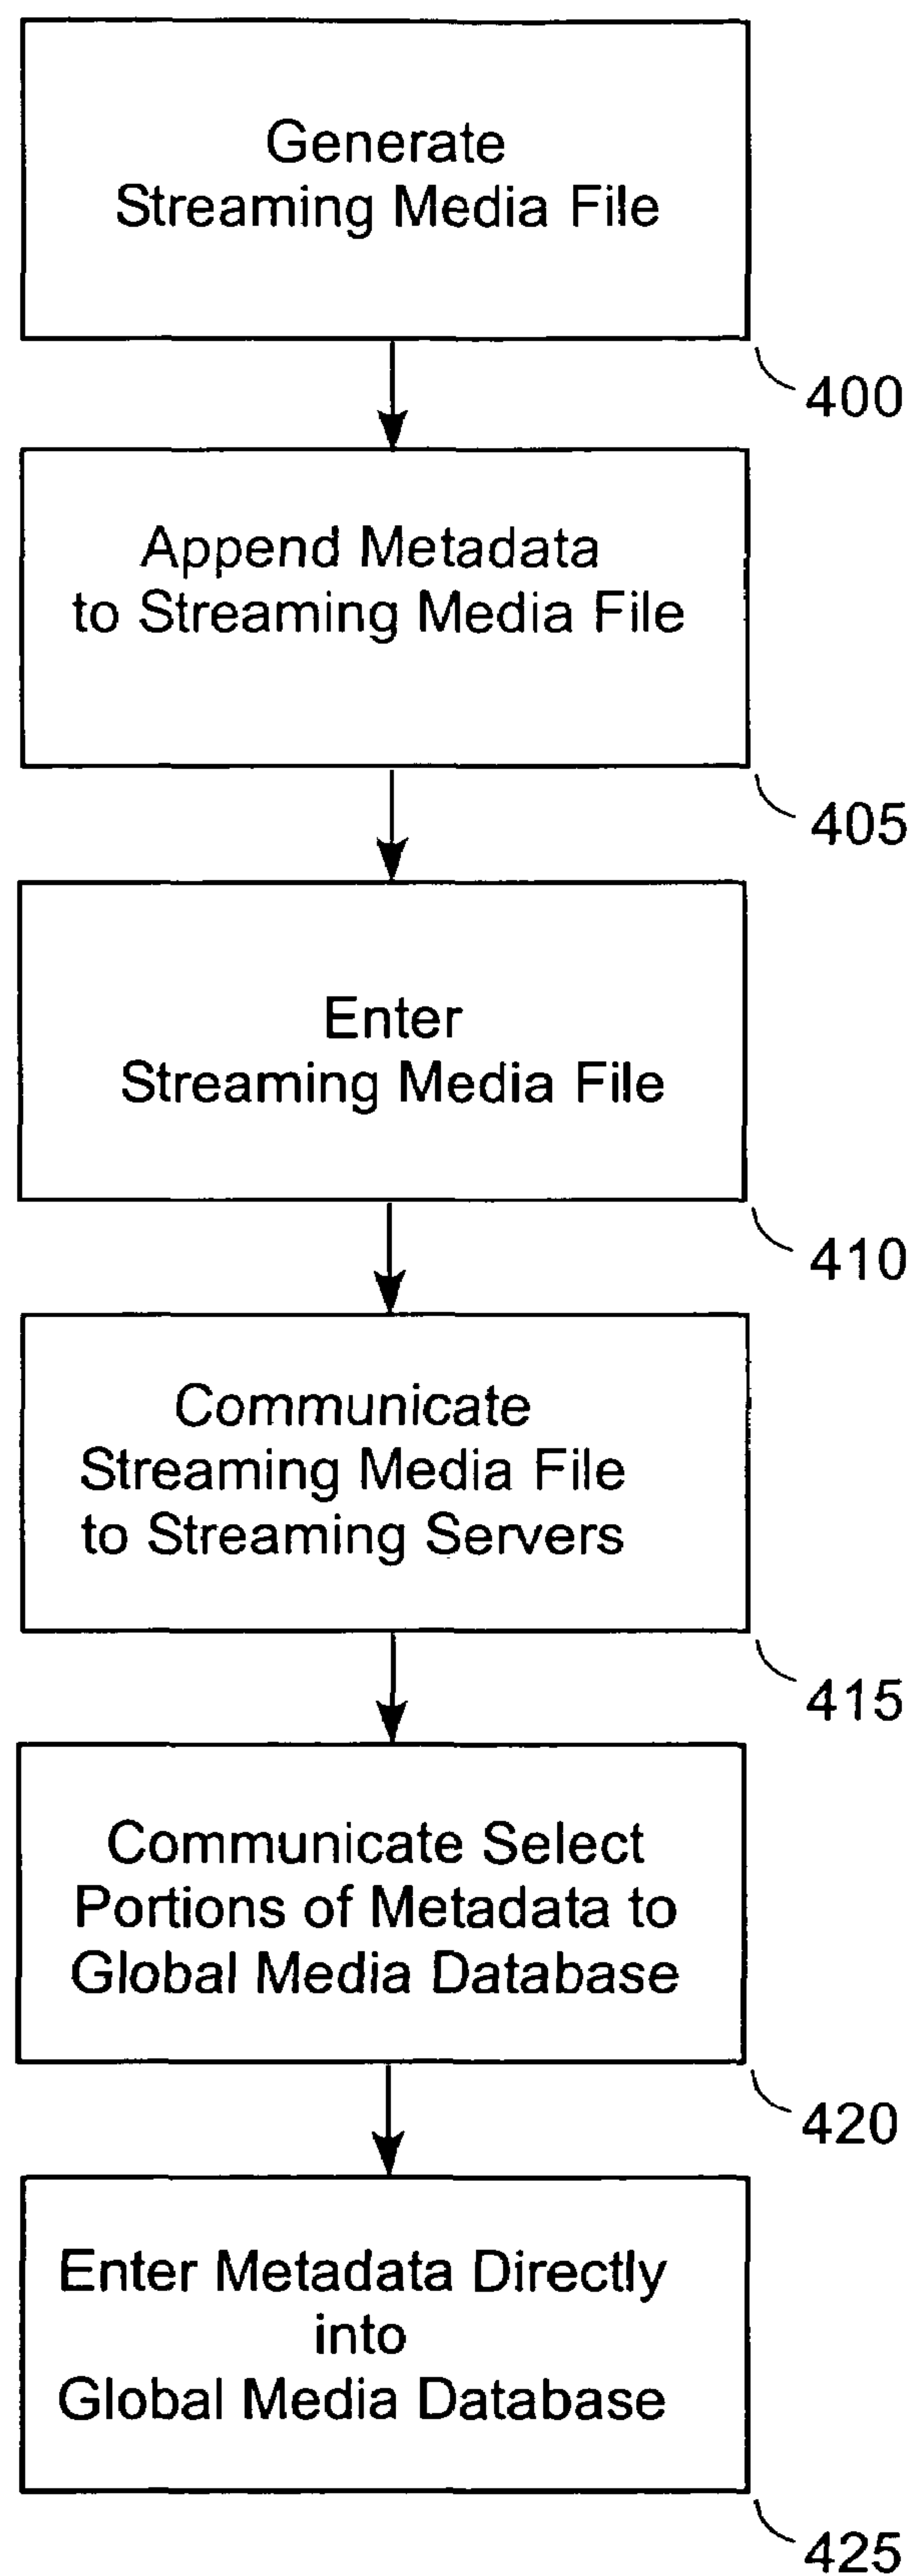 Generate
Streaming Media File
400
Append Metadata
to Streaming Media File
405
Enter
Streaming Media File
410
Communicate
Streaming Media File
to Streaming Servers
415
Communicate Select
Portions of Metadata to
Global Media Database
420
Enter Metadata Directly
into
Global Media Database
425